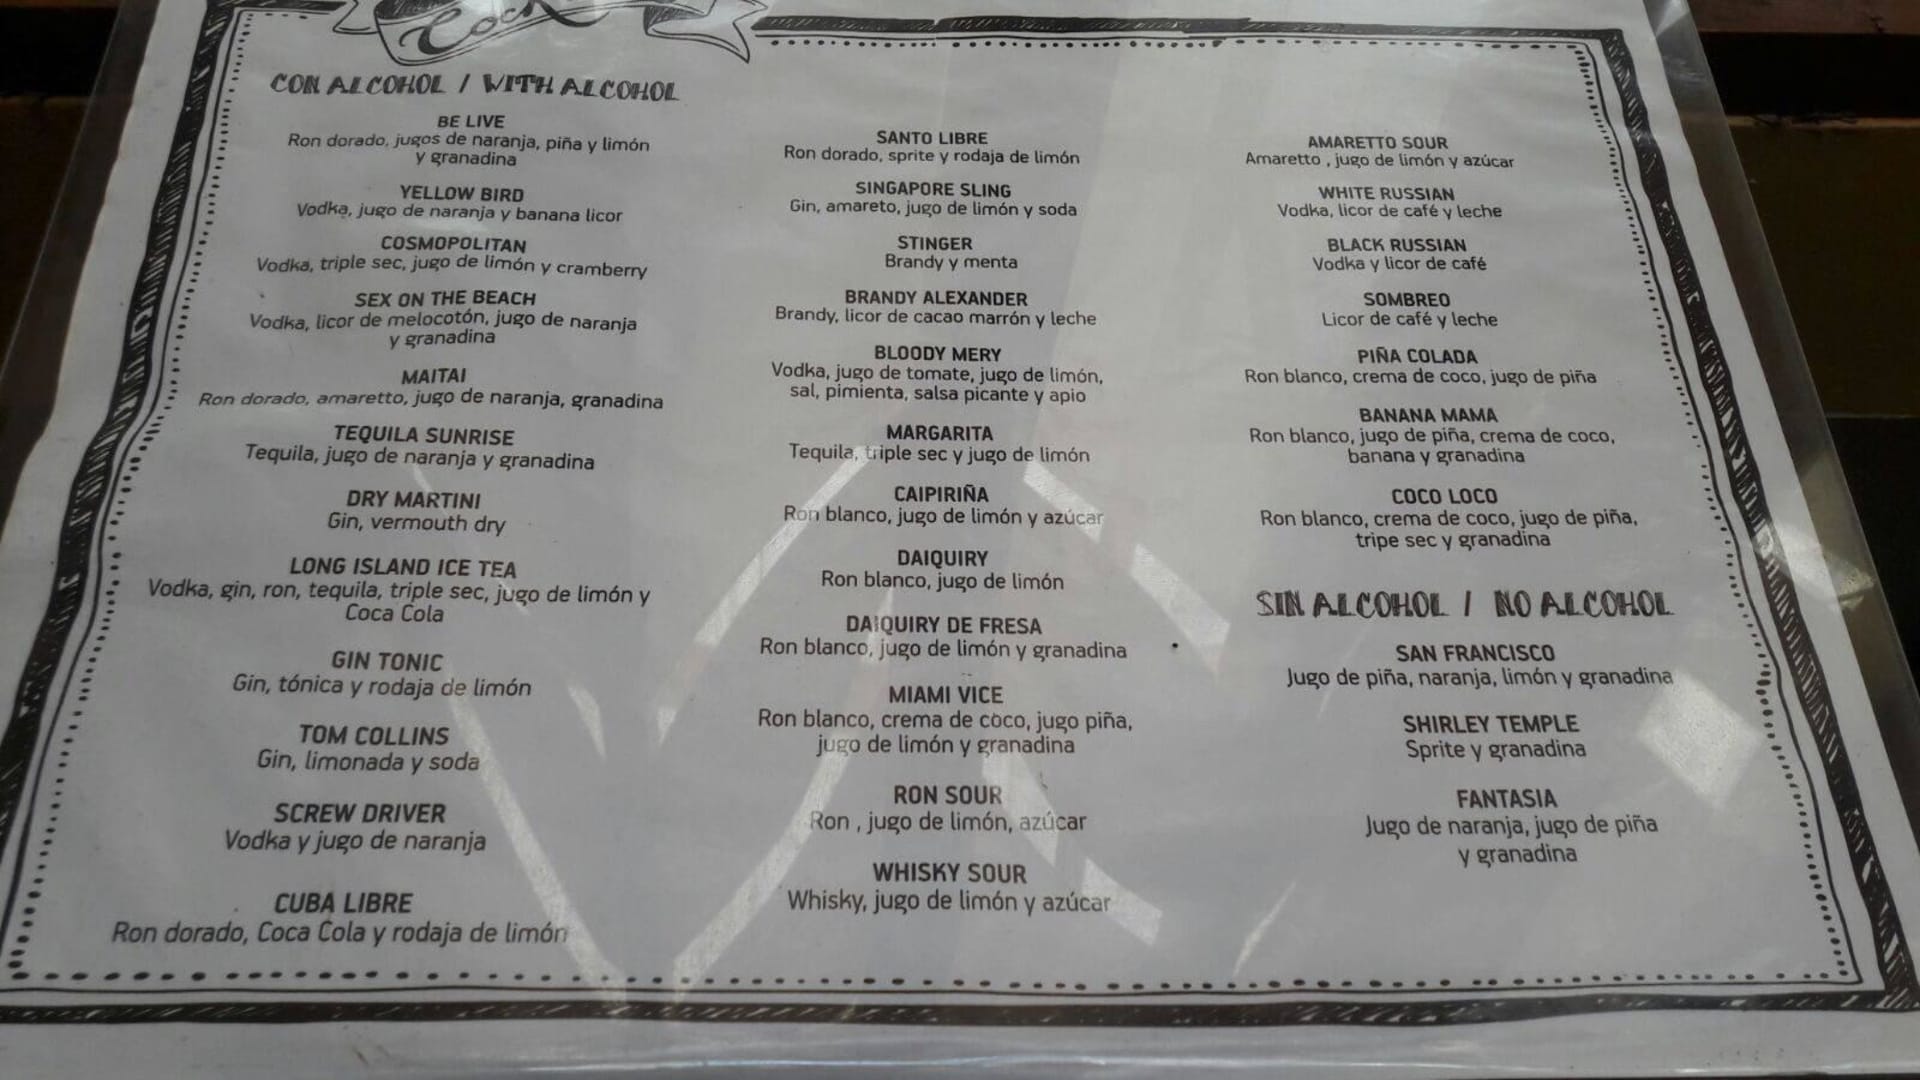 CON ALCOHOL / WITH ALCOHOL
BE LIVE
Ron dorado, jugos de naranja, piña y limón
y granadina
YELLOW BIRD
Vodka, jugo de naranja y banana licor
COSMOPOLITAN
Vodka, triple sec, jugo de limón y cramberry
SEX ON THE BEACH
Vodka, licor de melocotón, jugo de naranja
y granadina
MAITAI
Ron dorado, amaretto, jugo de naranja, granadina
TEQUILA SUNRISE
Tequila, jugo de naranja y granadina
DRY MARTINI
Gin, vermouth dry
LONG ISLAND ICE TEA
Vodka, gin, ron, tequila, triple sec, jugo de limón y
Coca Cola
GIN TONIC
Gin, tónica y rodaja de limón
TOM COLLINS
Gin, limonada y soda
SCREW DRIVER
Vodka y jugo de naranja
CUBA LIBRE
Ron dorado, Coca Cola y rodaja de limón
SANTO LIBRE
Ron dorado, sprite y rodaja de limón
SINGAPORE SLING
Gin, amareto, jugo de limón y soda
STINGER
Brandy y menta
BRANDY ALEXANDER
Brandy, licor de cacao marrón y leche
BLOODY MERY
Vodka, jugo de tomate, jugo de limón,
sal, pimienta, salsa picante y apio
MARGARITA
Tequila, triple sec y jugo de limón
CAIPIRIÑA
Ron blanco, jugo de limón y azúcar
DAIQUIRY
Ron blanco, jugo de limón
DAIQUIRY DE FRESA
Ron blanco, jugo de limón y granadina
MIAMI VICE
Ron blanco, crema de coco, jugo piña,
jugo de limón y granadina
RON SOUR
Ron , jugo de limón, azúcar
WHISKY SOUR
Whisky, jugo de limón y azúcar
AMARETTO SOUR
Amaretto , jugo de limón y azúcar
WHITE RUSSIAN
Vodka, licor de café y leche
BLACK RUSSIAN
Vodka y licor de café
SOMBREO
Licor de café y leche
PIÑA COLADA
Ron blanco, crema de coco, jugo de piña
BANANA MAMA
Ron blanco, jugo de piña, crema de coco,
banana y granadina
COCO LOCO
Ron blanco, crema de coco, jugo de piña,
tripe sec y granadina
SIN ALCOHOL / NO ALCOHOL
SAN FRANCISCO
Jugo de piña, naranja, limón y granadina
SHIRLEY TEMPLE
Sprite y granadina
FANTASIA
Jugo de naranja, jugo de piña
y granadina